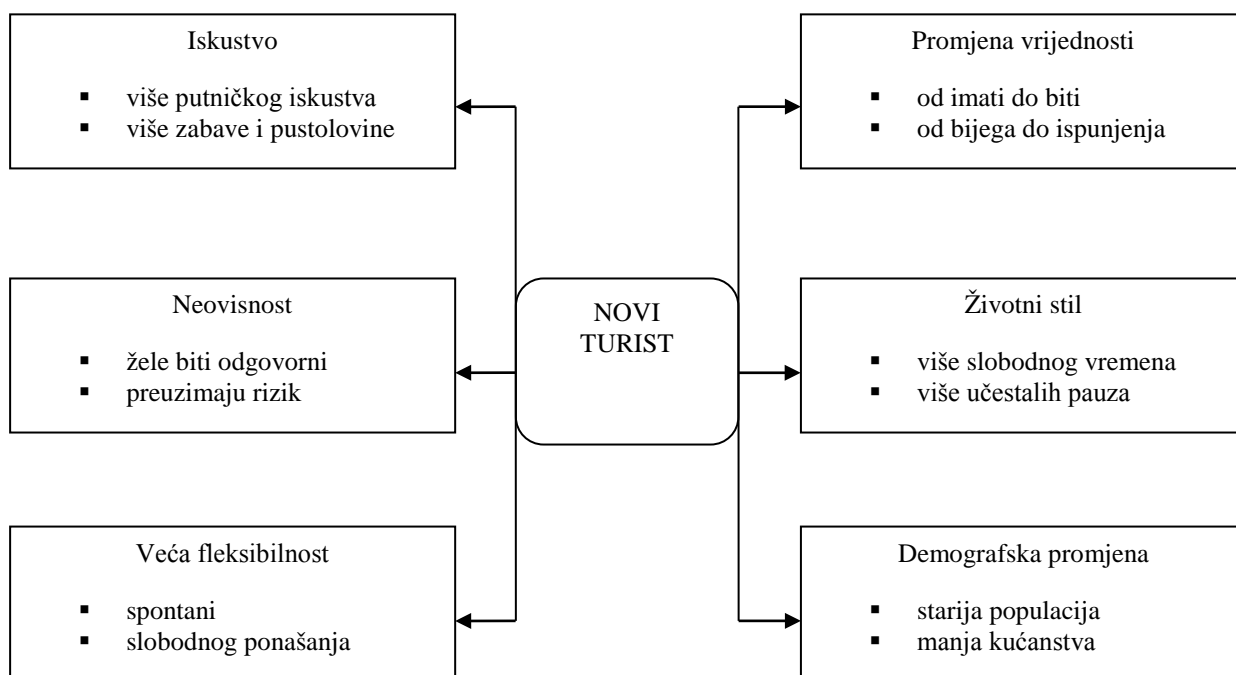 Iskustvo
▪ više putničkog iskustva
▪ više zabave i pustolovine
Promjena vrijednosti
▪ od imati do biti
▪ od bijega do ispunjenja
Neovisnost
▪ žele biti odgovorni
▪ preuzimaju rizik
NOVI
TURIST
Životni stil
▪ više slobodnog vremena
▪ više učestalih pauza
Veća fleksibilnost
▪ spontani
▪ slobodnog ponašanja
Demografska promjena
▪ starija populacija
▪ manja kućanstva